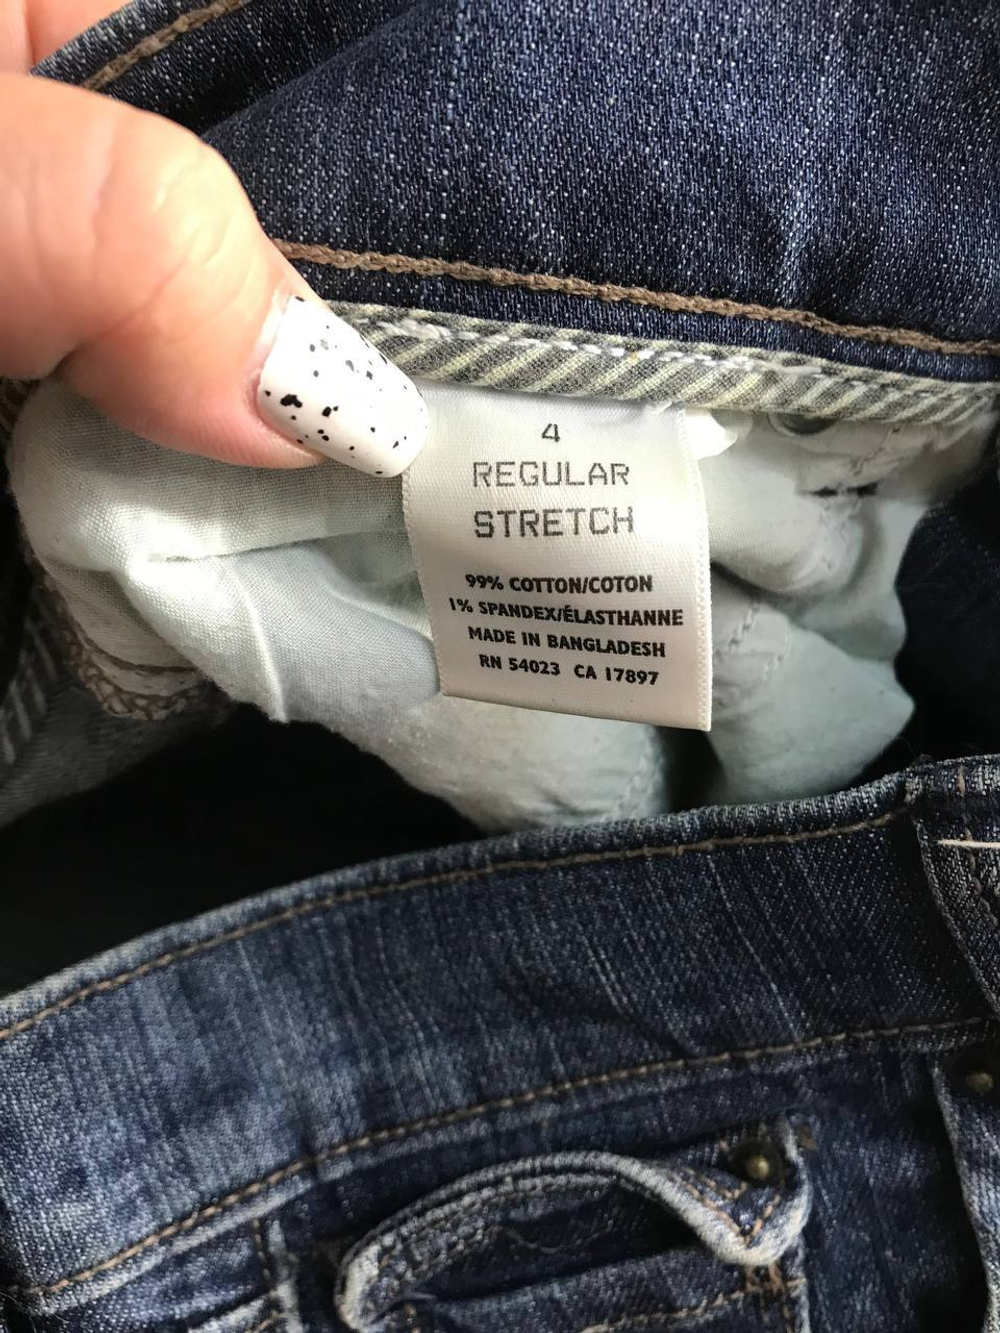 4
REGULAR
STRETCH
99% COTTON/COTON
1% SPANDEX/ÉLASTHANNE
MADE IN BANGLADESH
RN 54023 CA 17897